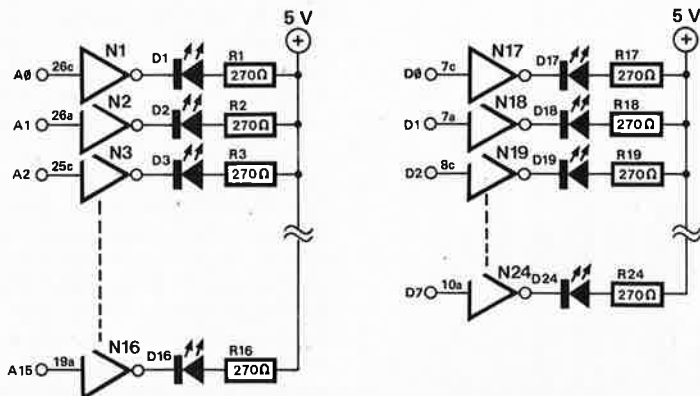 5 V
A0 26c N1 D1 R1 270Ω
A1 26a N2 D2 R2 270Ω
A2 25c N3 D3 R3 270Ω
A15 19a N16 D16 R16 270Ω
5 V
D0 7c N17 D17 R17 270Ω
D1 7a N18 D18 R18 270Ω
D2 8c N19 D19 R19 270Ω
D7 10a N24 D24 R24 270Ω